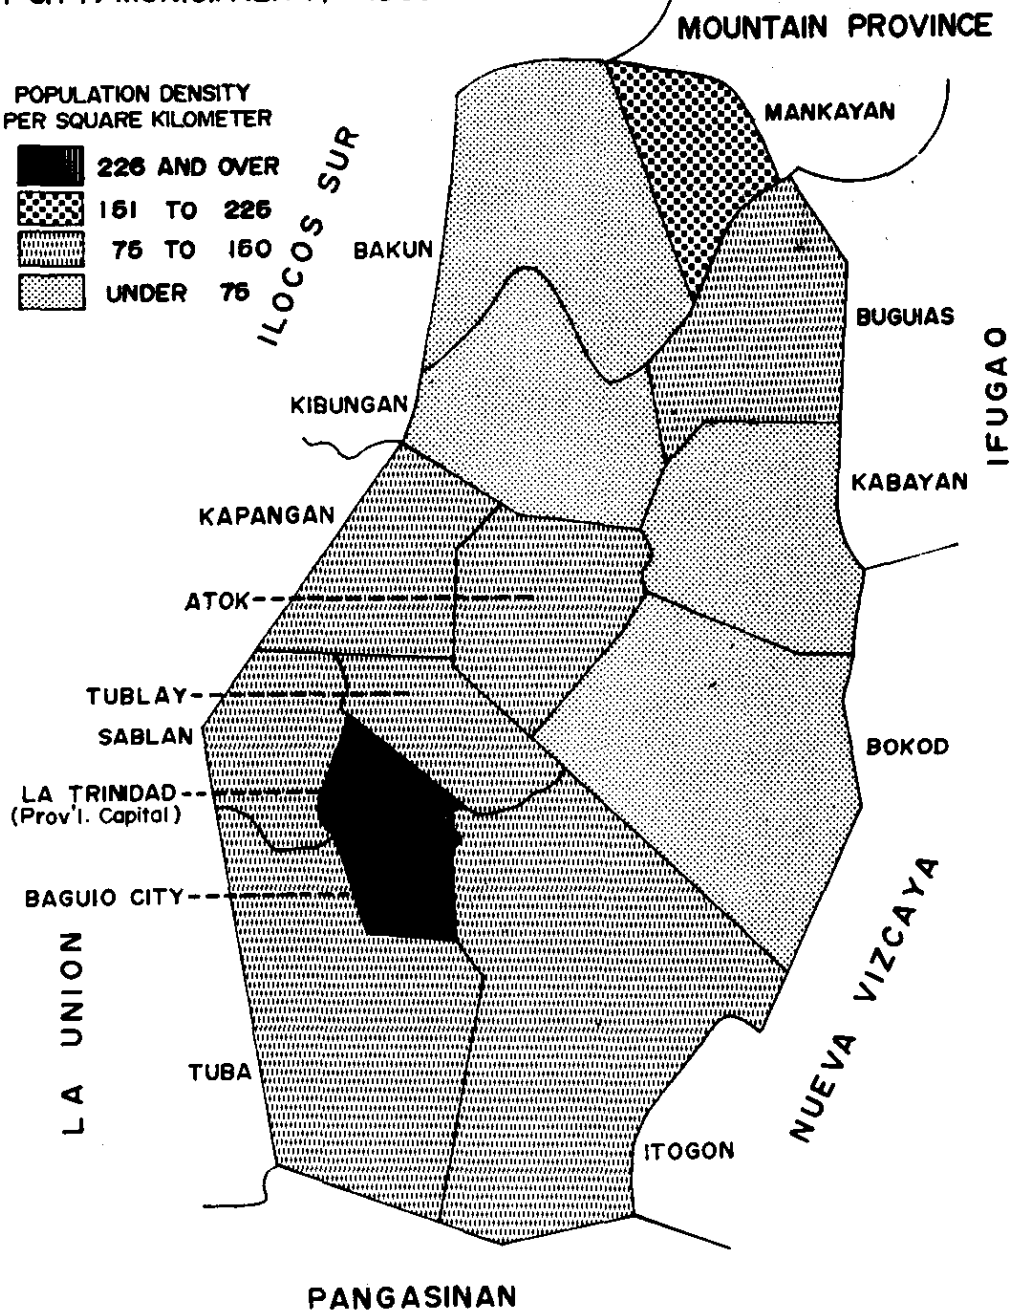 MOUNTAIN PROVINCE
POPULATION DENSITY
PER SQUARE KILOMETER
226 AND OVER
151 TO 225
75 TO 150
UNDER 75
ILOCOS SUR
MANKAYAN
BAKUN
BUGUIAS
IFUGAO
KIBUNGAN
KABAYAN
KAPANGAN
ATOK
TUBLAY
SABLAN
BOKOD
LA TRINIDAD
(Prov'l. Capital)
BAGUIO CITY
LA UNION
NUEVA VIZCAYA
TUBA
ITOGON
PANGASINAN